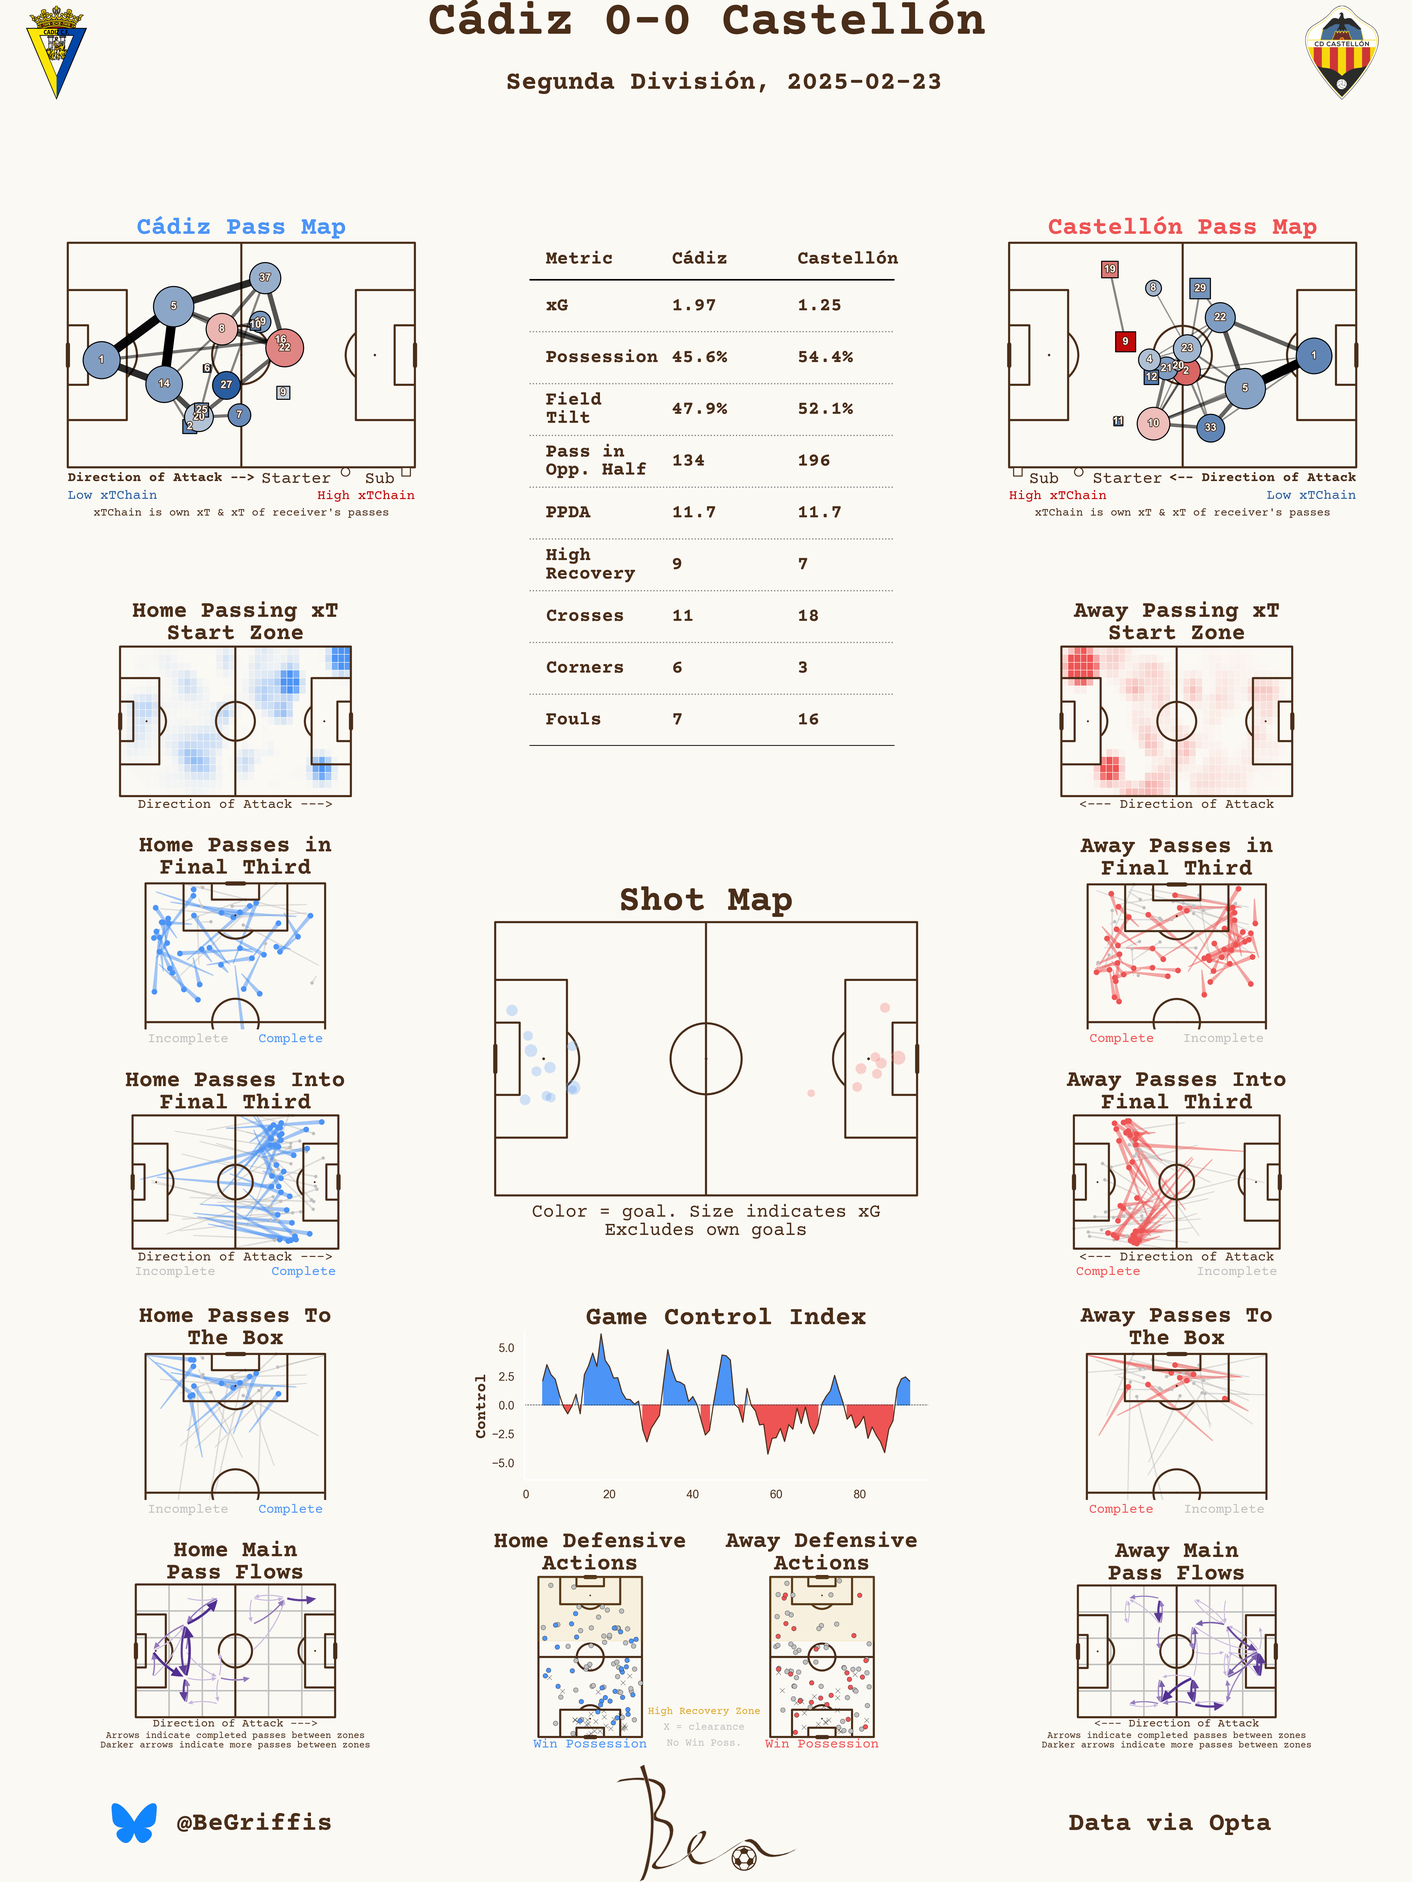 Cádiz 0-0 Castellón
Segunda División, 2025-02-23
CADIZ C.F.
CD CASTELLÓN
Cádiz Pass Map
37
5
19
10
8
16
22
1
6
14
27
9
25
20
7
2
Direction of Attack --> Starter Sub
Low xTChain High xTChain
xTChain is own xT & xT of receiver's passes
Metric Cádiz Castellón
xG 1.97 1.25
Possession 45.6% 54.4%
Field
Tilt 47.9% 52.1%
Pass in
Opp. Half 134 196
PPDA 11.7 11.7
High
Recovery 9 7
Crosses 11 18
Corners 6 3
Fouls 7 16
Castellón Pass Map
19
8
29
22
9
23
1
4
20
21
2
12
5
11
10
33
Sub Starter <-- Direction of Attack
High xTChain Low xTChain
xTChain is own xT & xT of receiver's passes
Home Passing xT
Start Zone
Direction of Attack --->
Away Passing xT
Start Zone
<--- Direction of Attack
Home Passes in
Final Third
Incomplete Complete
Away Passes in
Final Third
Complete Incomplete
Shot Map
Color = goal. Size indicates xG
Excludes own goals
Home Passes Into
Final Third
Direction of Attack --->
Incomplete Complete
Away Passes Into
Final Third
<--- Direction of Attack
Complete Incomplete
Home Passes To
The Box
Incomplete Complete
Game Control Index
Control
5.0
2.5
0.0
−2.5
−5.0
0 20 40 60 80
Away Passes To
The Box
Complete Incomplete
Home Main
Pass Flows
Direction of Attack --->
Arrows indicate completed passes between zones
Darker arrows indicate more passes between zones
Home Defensive
Actions
Win Possession
High Recovery Zone
X = clearance
No Win Poss.
Away Defensive
Actions
Win Possession
Away Main
Pass Flows
<--- Direction of Attack
Arrows indicate completed passes between zones
Darker arrows indicate more passes between zones
@BeGriffis
Ben
Data via Opta